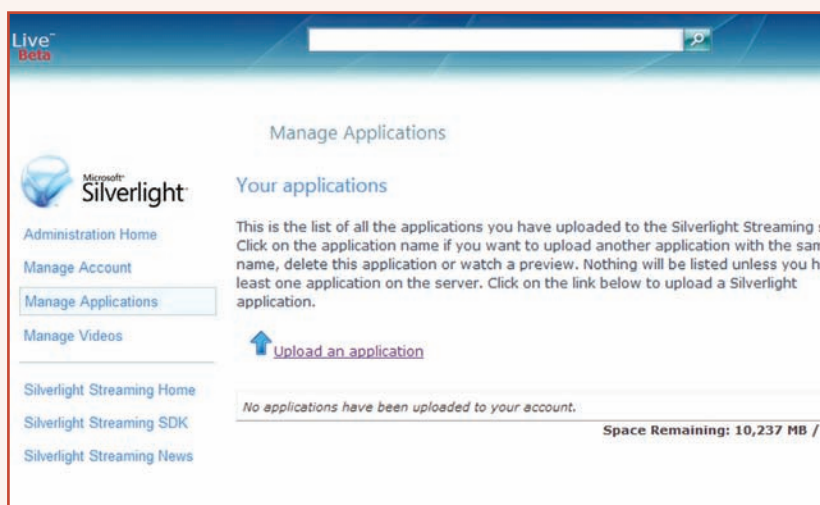 Live™
Beta
Manage Applications
Microsoft®
Silverlight™
Administration Home
Manage Account
Manage Applications
Manage Videos
Silverlight Streaming Home
Silverlight Streaming SDK
Silverlight Streaming News
Your applications
This is the list of all the applications you have uploaded to the Silverlight Streaming
Click on the application name if you want to upload another application with the
name, delete this application or watch a preview. Nothing will be listed unless you
least one application on the server. Click on the link below to upload a Silverlight
application.
Upload an application
No applications have been uploaded to your account.
Space Remaining: 10,237 MB /